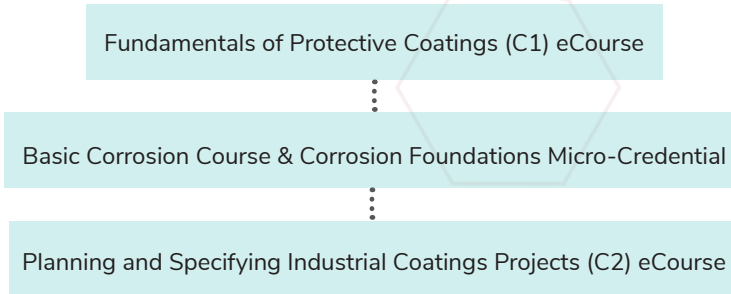 Fundamentals of Protective Coatings (C1) eCourse
Basic Corrosion Course & Corrosion Foundations Micro-Credential
Planning and Specifying Industrial Coatings Projects (C2) eCourse